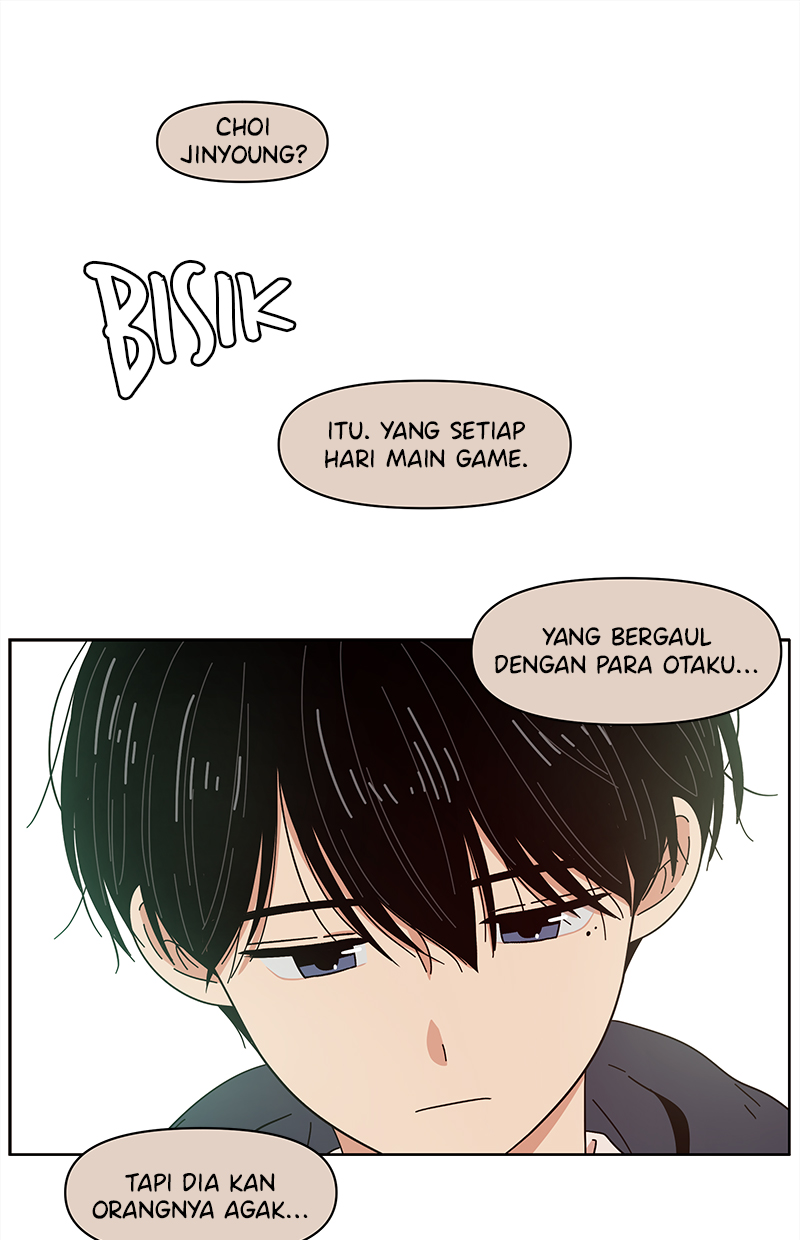 CHOI
JINYOUNG?
BISIK
ITU. YANG SETIAP
HARI MAIN GAME.
YANG BERGAUL
DENGAN PARA OTAKU...
TAPI DIA KAN
ORANGNYA AGAK...